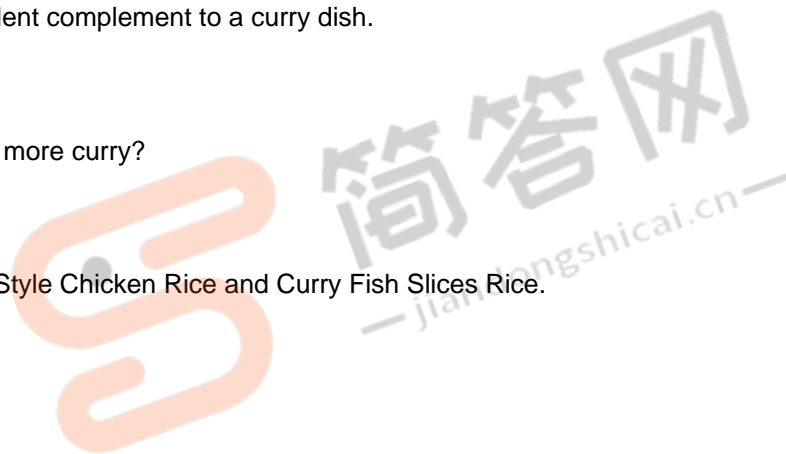 lent complement to a curry dish.
more curry?
Style Chicken Rice and Curry Fish Slices Rice.
简答网
jiandongshicai.cn